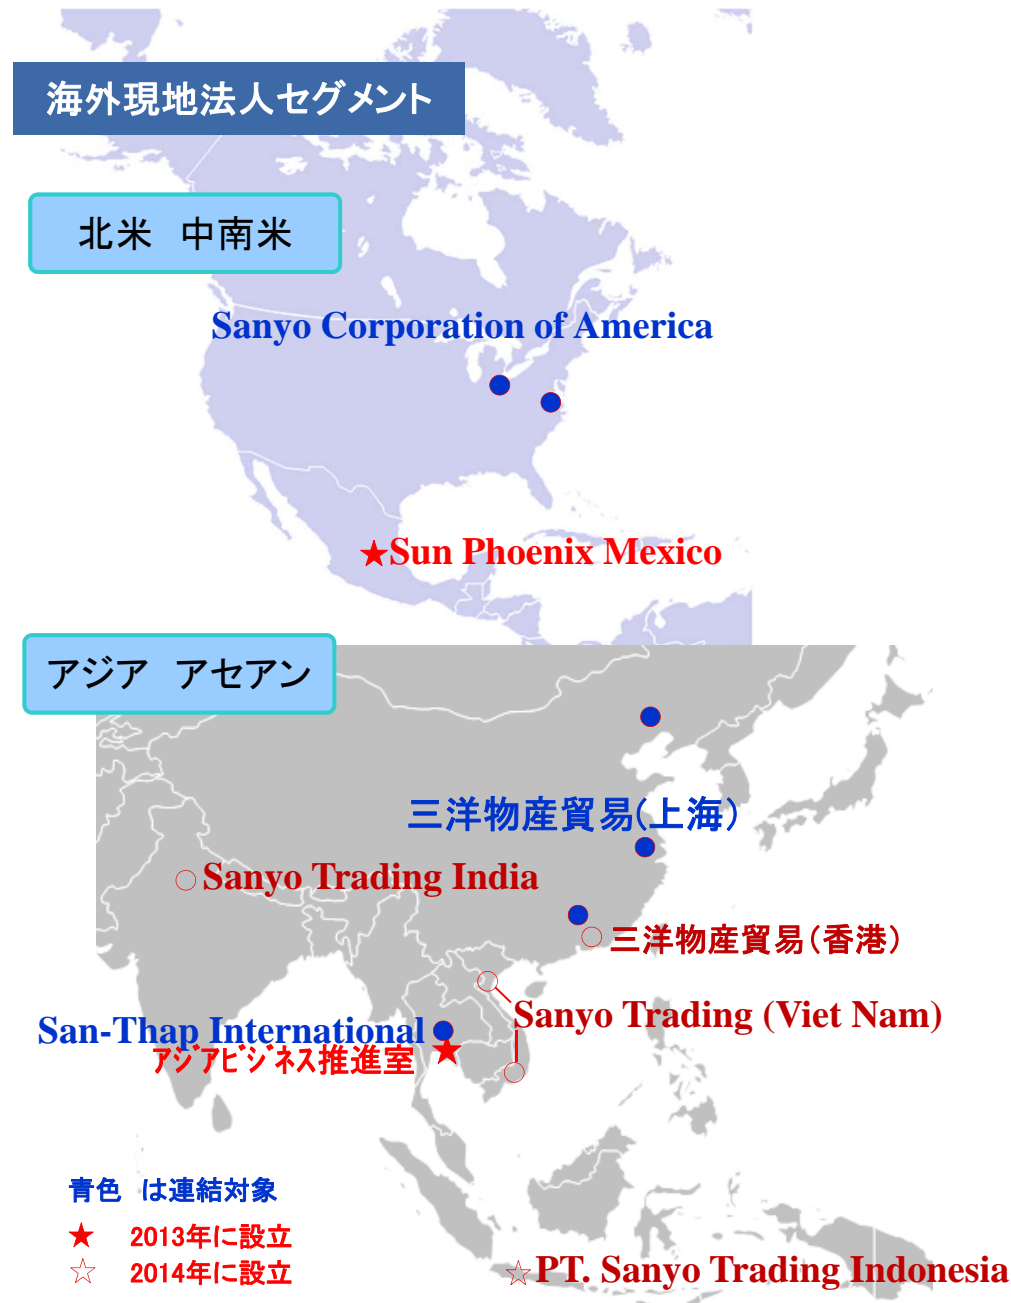 海外現地法人セグメント
北米　中南米
Sanyo Corporation of America
★Sun Phoenix Mexico
アジア　アセアン
三洋物産貿易(上海)
○Sanyo Trading India
○三洋物産貿易(香港)
Sanyo Trading (Viet Nam)
San-Thap International
アジアビジネス推進室
青色　は連結対象
★　2013年に設立
☆　2014年に設立
☆PT. Sanyo Trading Indonesia